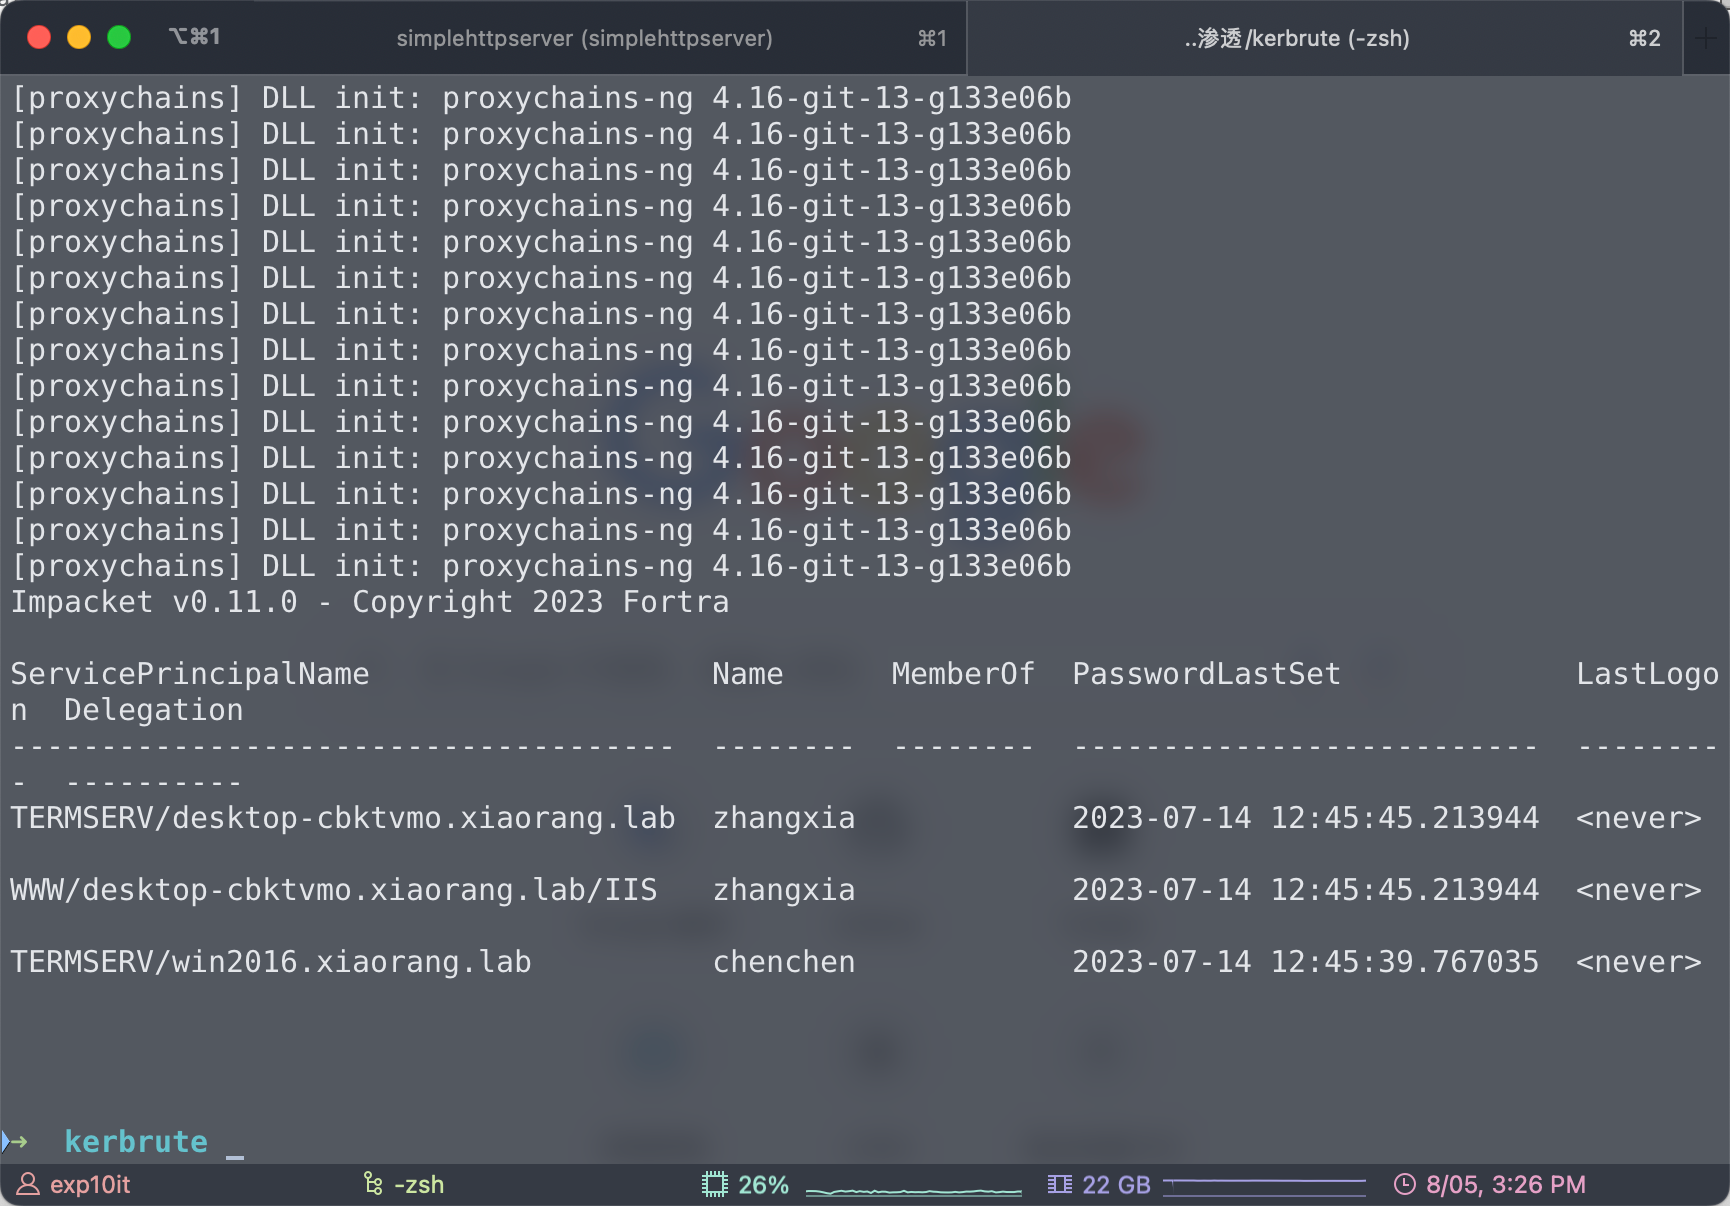 ⌥⌘1 simplehttpserver (simplehttpserver) ⌘1 ..渗透/kerbrute (-zsh) ⌘2 +
[proxychains] DLL init: proxychains-ng 4.16-git-13-g133e06b
[proxychains] DLL init: proxychains-ng 4.16-git-13-g133e06b
[proxychains] DLL init: proxychains-ng 4.16-git-13-g133e06b
[proxychains] DLL init: proxychains-ng 4.16-git-13-g133e06b
[proxychains] DLL init: proxychains-ng 4.16-git-13-g133e06b
[proxychains] DLL init: proxychains-ng 4.16-git-13-g133e06b
[proxychains] DLL init: proxychains-ng 4.16-git-13-g133e06b
[proxychains] DLL init: proxychains-ng 4.16-git-13-g133e06b
[proxychains] DLL init: proxychains-ng 4.16-git-13-g133e06b
[proxychains] DLL init: proxychains-ng 4.16-git-13-g133e06b
[proxychains] DLL init: proxychains-ng 4.16-git-13-g133e06b
[proxychains] DLL init: proxychains-ng 4.16-git-13-g133e06b
[proxychains] DLL init: proxychains-ng 4.16-git-13-g133e06b
[proxychains] DLL init: proxychains-ng 4.16-git-13-g133e06b
Impacket v0.11.0 - Copyright 2023 Fortra
ServicePrincipalName                   Name      MemberOf  PasswordLastSet             LastLogo
n  Delegation
-------------------------------------  --------  --------  --------------------------  --------
-  ----------
TERMSERV/desktop-cbktvmo.xiaorang.lab  zhangxia            2023-07-14 12:45:45.213944  <never>
WWW/desktop-cbktvmo.xiaorang.lab/IIS   zhangxia            2023-07-14 12:45:45.213944  <never>
TERMSERV/win2016.xiaorang.lab          chenchen            2023-07-14 12:45:39.767035  <never>
→ kerbrute _
exp10it -zsh 26% 22 GB 8/05, 3:26 PM